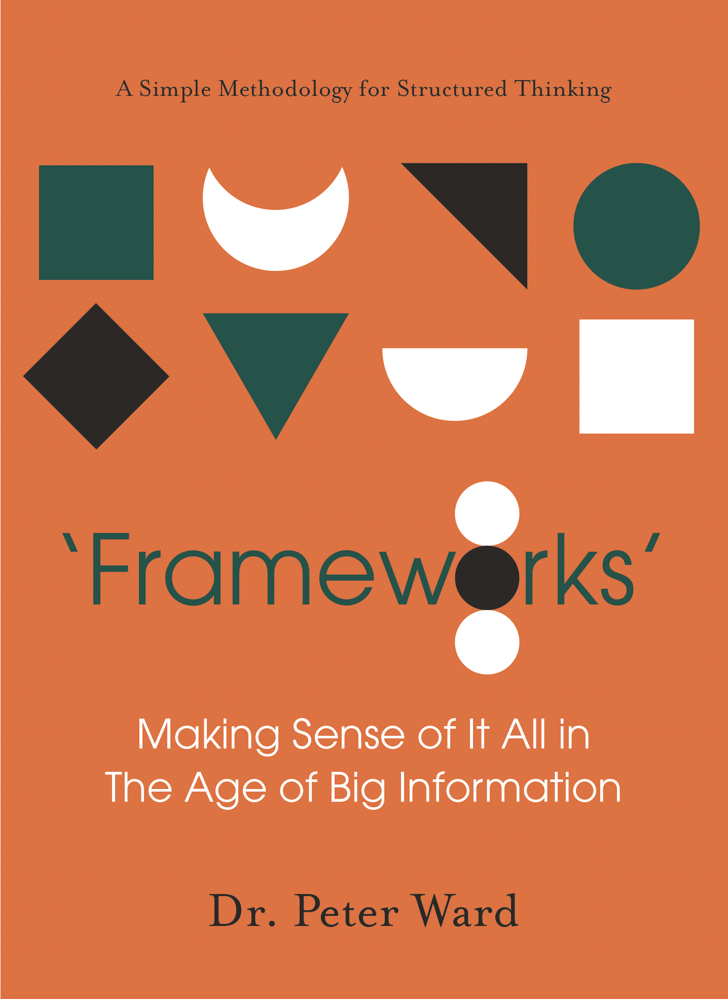 A Simple Methodology for Structured Thinking
‘Frameworks’
Making Sense of It All in
The Age of Big Information
Dr. Peter Ward